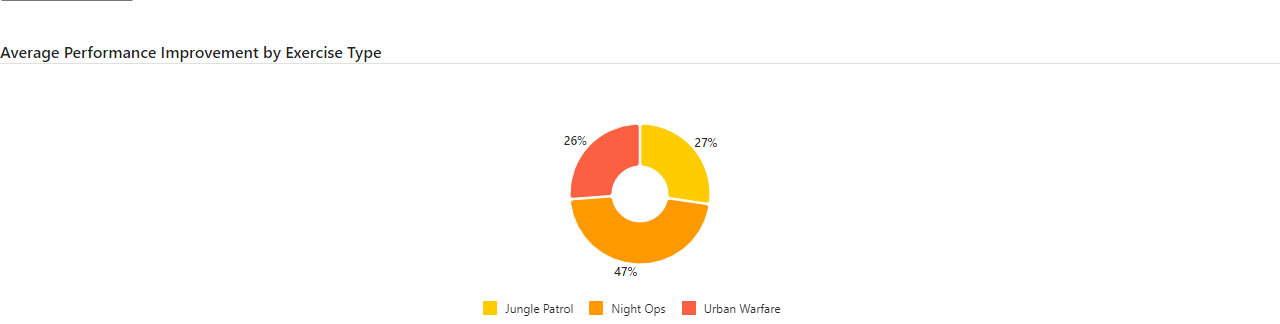 Average Performance Improvement by Exercise Type
26%
27%
47%
Jungle Patrol
Night Ops
Urban Warfare